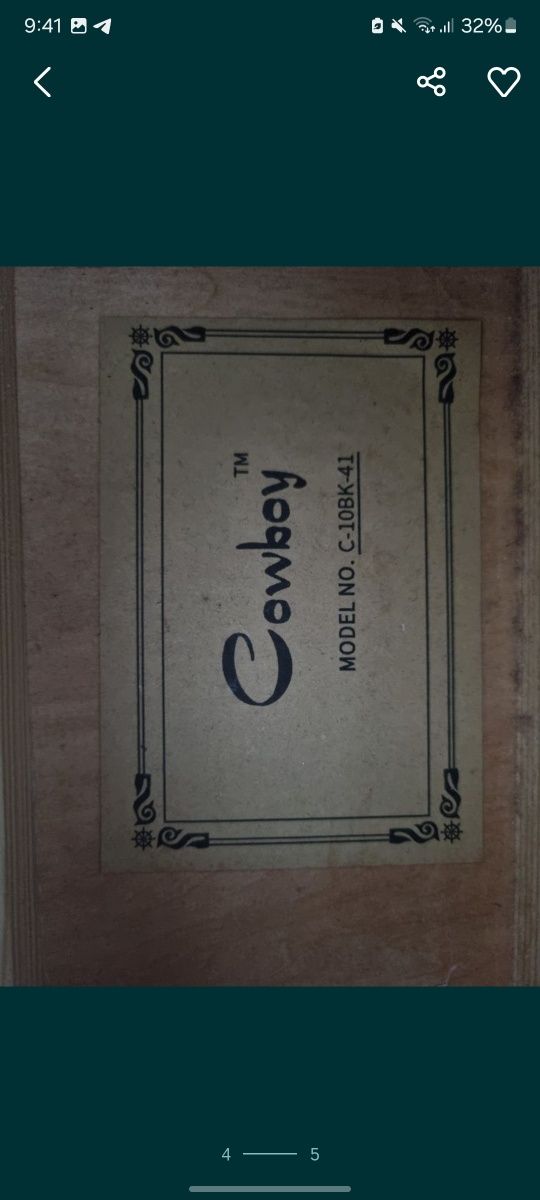 9:41
32%
Cowboy™
MODEL NO. C-10BK-41
4
5